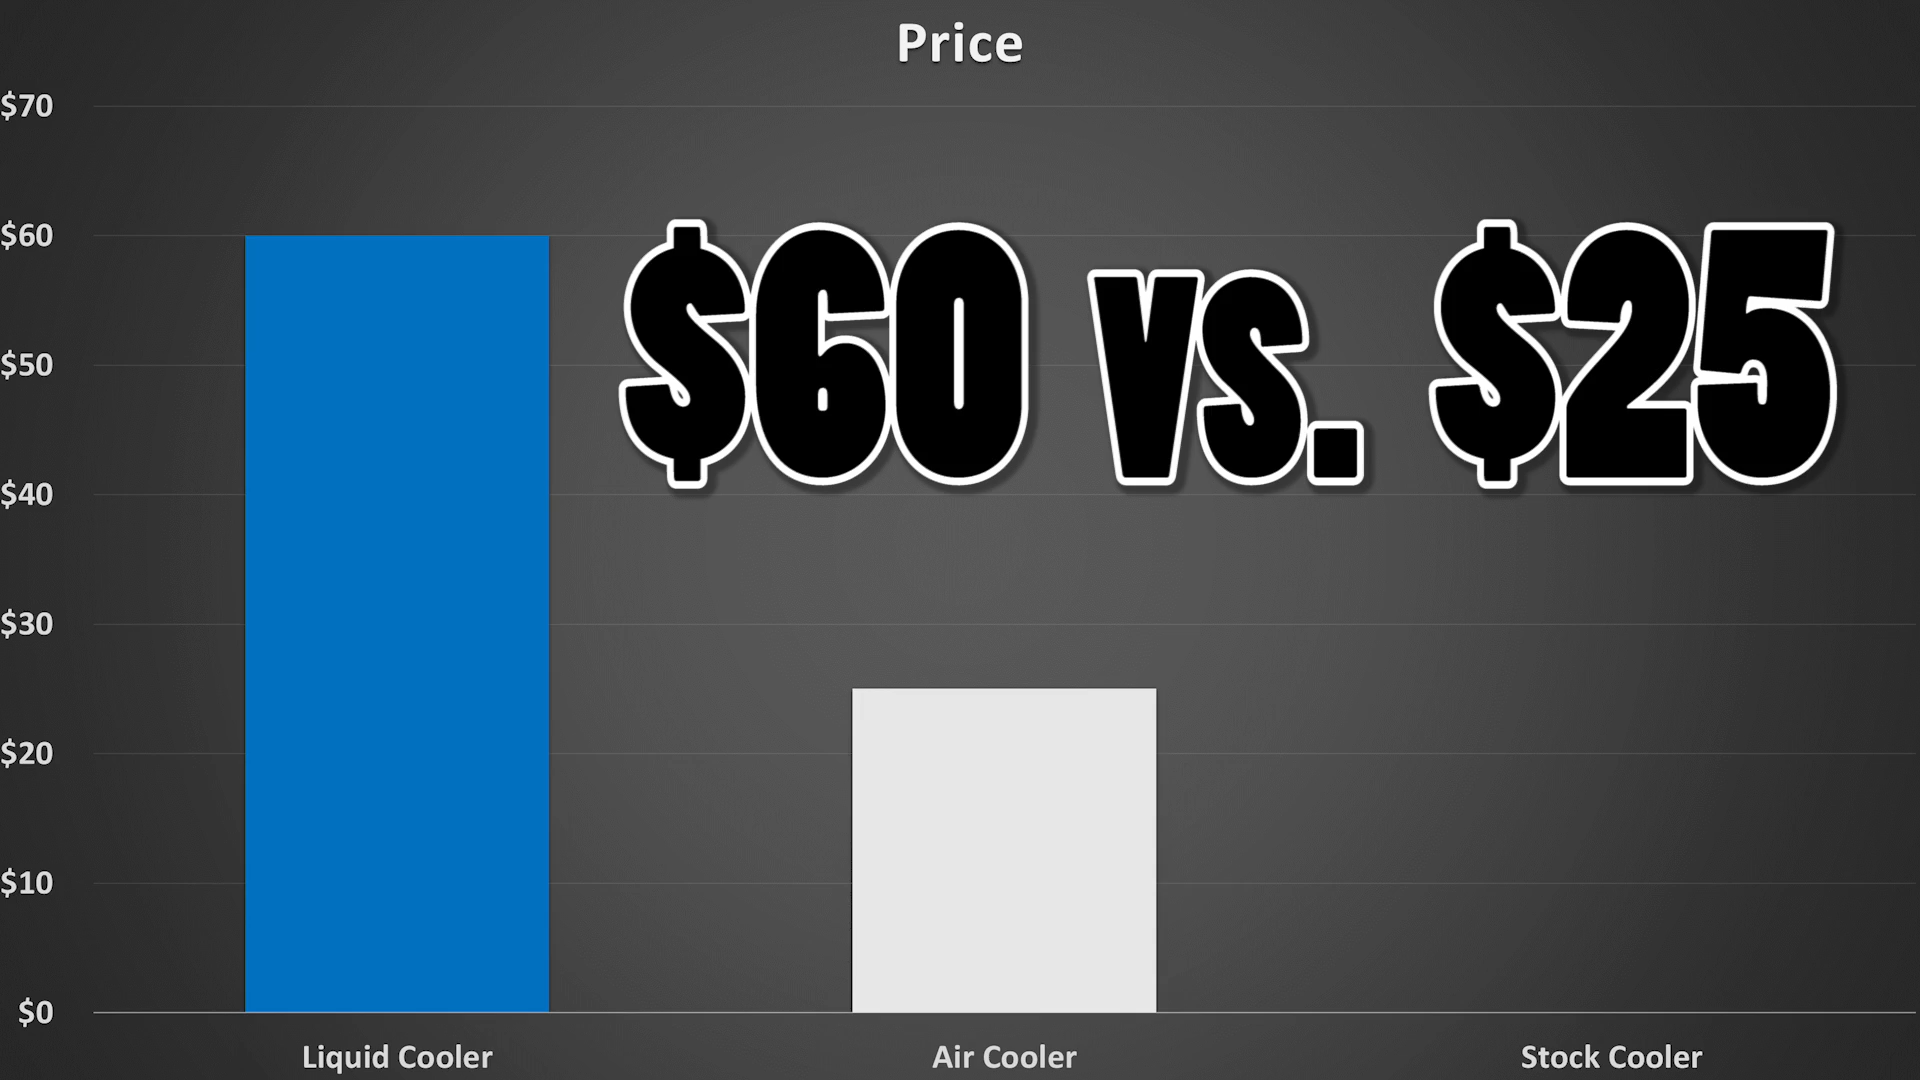 Price
$70
$60
$50
$40
$30
$20
$10
$0
$60 vs. $25
Liquid Cooler
Air Cooler
Stock Cooler